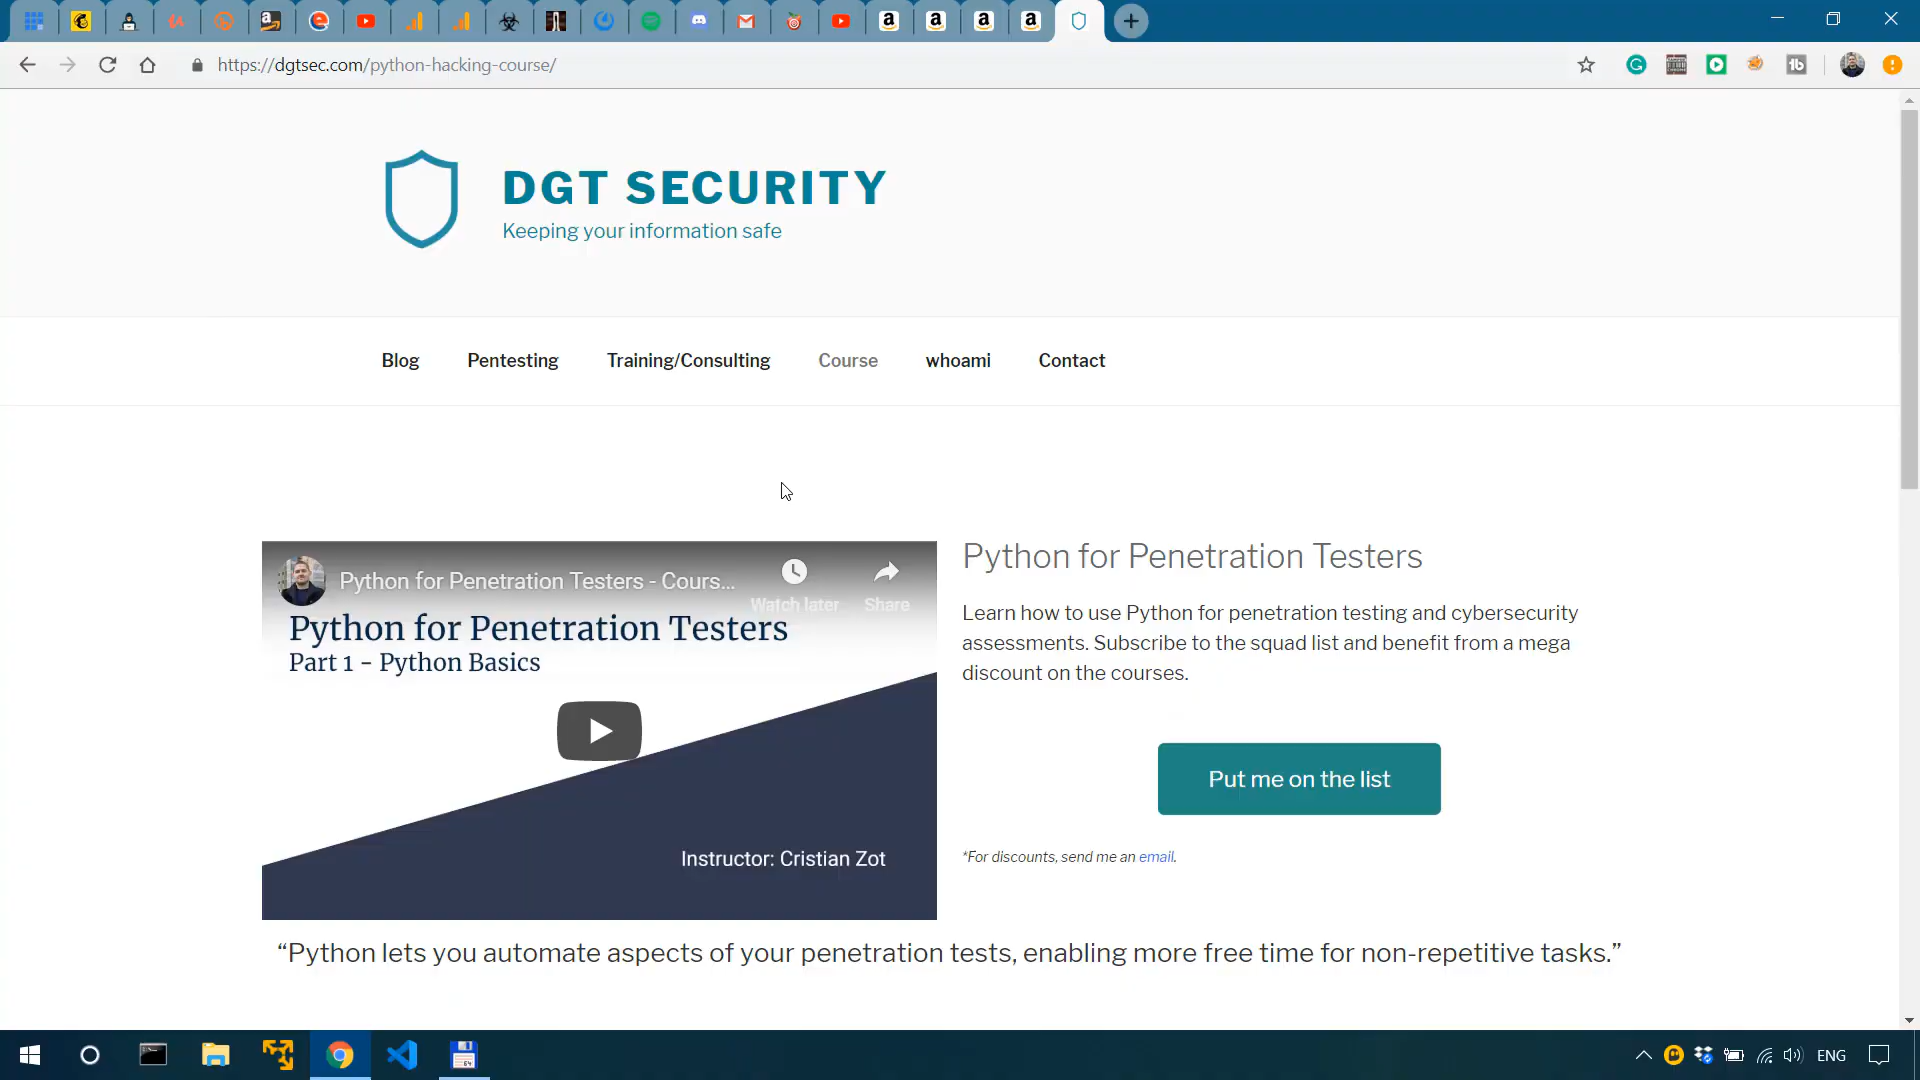 https://dgtsec.com/python-hacking-course/
DGT SECURITY
Keeping your information safe
Blog
Pentesting
Training/Consulting
Course
whoami
Contact
Python for Penetration Testers - Cours...
Watch later
Share
Python for Penetration Testers
Part 1 - Python Basics
Instructor: Cristian Zot
Python for Penetration Testers
Learn how to use Python for penetration testing and cybersecurity
assessments. Subscribe to the squad list and benefit from a mega
discount on the courses.
Put me on the list
*For discounts, send me an email.
“Python lets you automate aspects of your penetration tests, enabling more free time for non-repetitive tasks.”
64
ENG